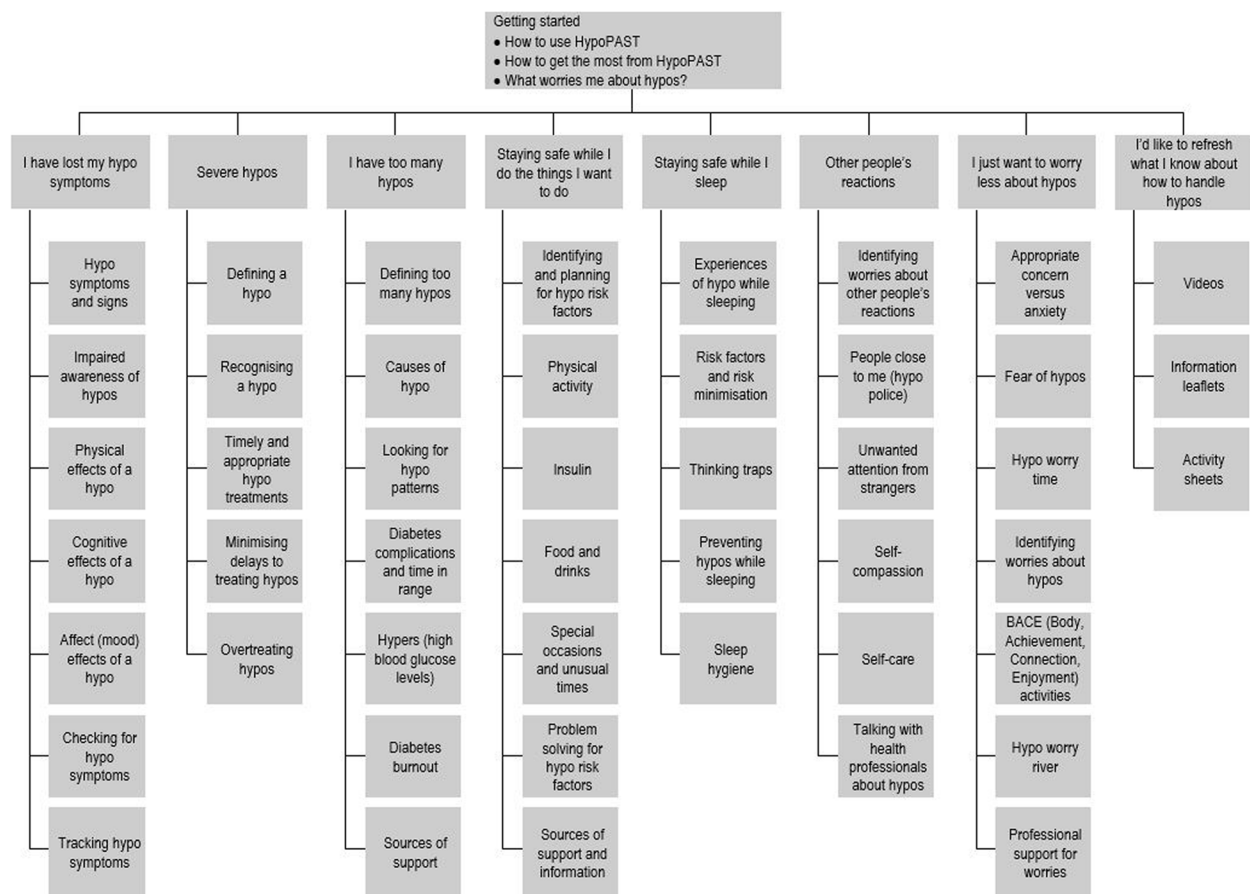 Getting started
● How to use HypoPAST
● How to get the most from HypoPAST
● What worries me about hypos?
I have lost my hypo
symptoms
Hypo
symptoms
and signs
Impaired
awareness of
hypos
Physical
effects of a
hypo
Cognitive
effects of a
hypo
Affect (mood)
effects of a
hypo
Checking for
hypo
symptoms
Tracking hypo
symptoms
Severe hypos
Defining a
hypo
Recognising
a hypo
Timely and
appropriate
hypo
treatments
Minimising
delays to
treating hypos
Overtreating
hypos
I have too many
hypos
Defining too
many hypos
Causes of
hypo
Looking for
hypo
patterns
Diabetes
complications
and time in
range
Hypers (high
blood glucose
levels)
Diabetes
burnout
Sources of
support
Staying safe while I
do the things I want
to do
Identifying
and planning
for hypo risk
factors
Physical
activity
Insulin
Food and
drinks
Special
occasions
and unusual
times
Problem
solving for
hypo risk
factors
Sources of
support and
information
Staying safe while I
sleep
Experiences
of hypo while
sleeping
Risk factors
and risk
minimisation
Thinking traps
Preventing
hypos while
sleeping
Sleep
hygiene
Other people's
reactions
Identifying
worries about
other people's
reactions
People close
to me (hypo
police)
Unwanted
attention from
strangers
Self-
compassion
Self-care
Talking with
health
professionals
about hypos
I just want to worry
less about hypos
Appropriate
concern
versus
anxiety
Fear of hypos
Hypo worry
time
Identifying
worries about
hypos
BACE (Body,
Achievement,
Connection,
Enjoyment)
activities
Hypo worry
river
Professional
support for
worries
I'd like to refresh
what I know about
how to handle
hypos
Videos
Information
leaflets
Activity
sheets